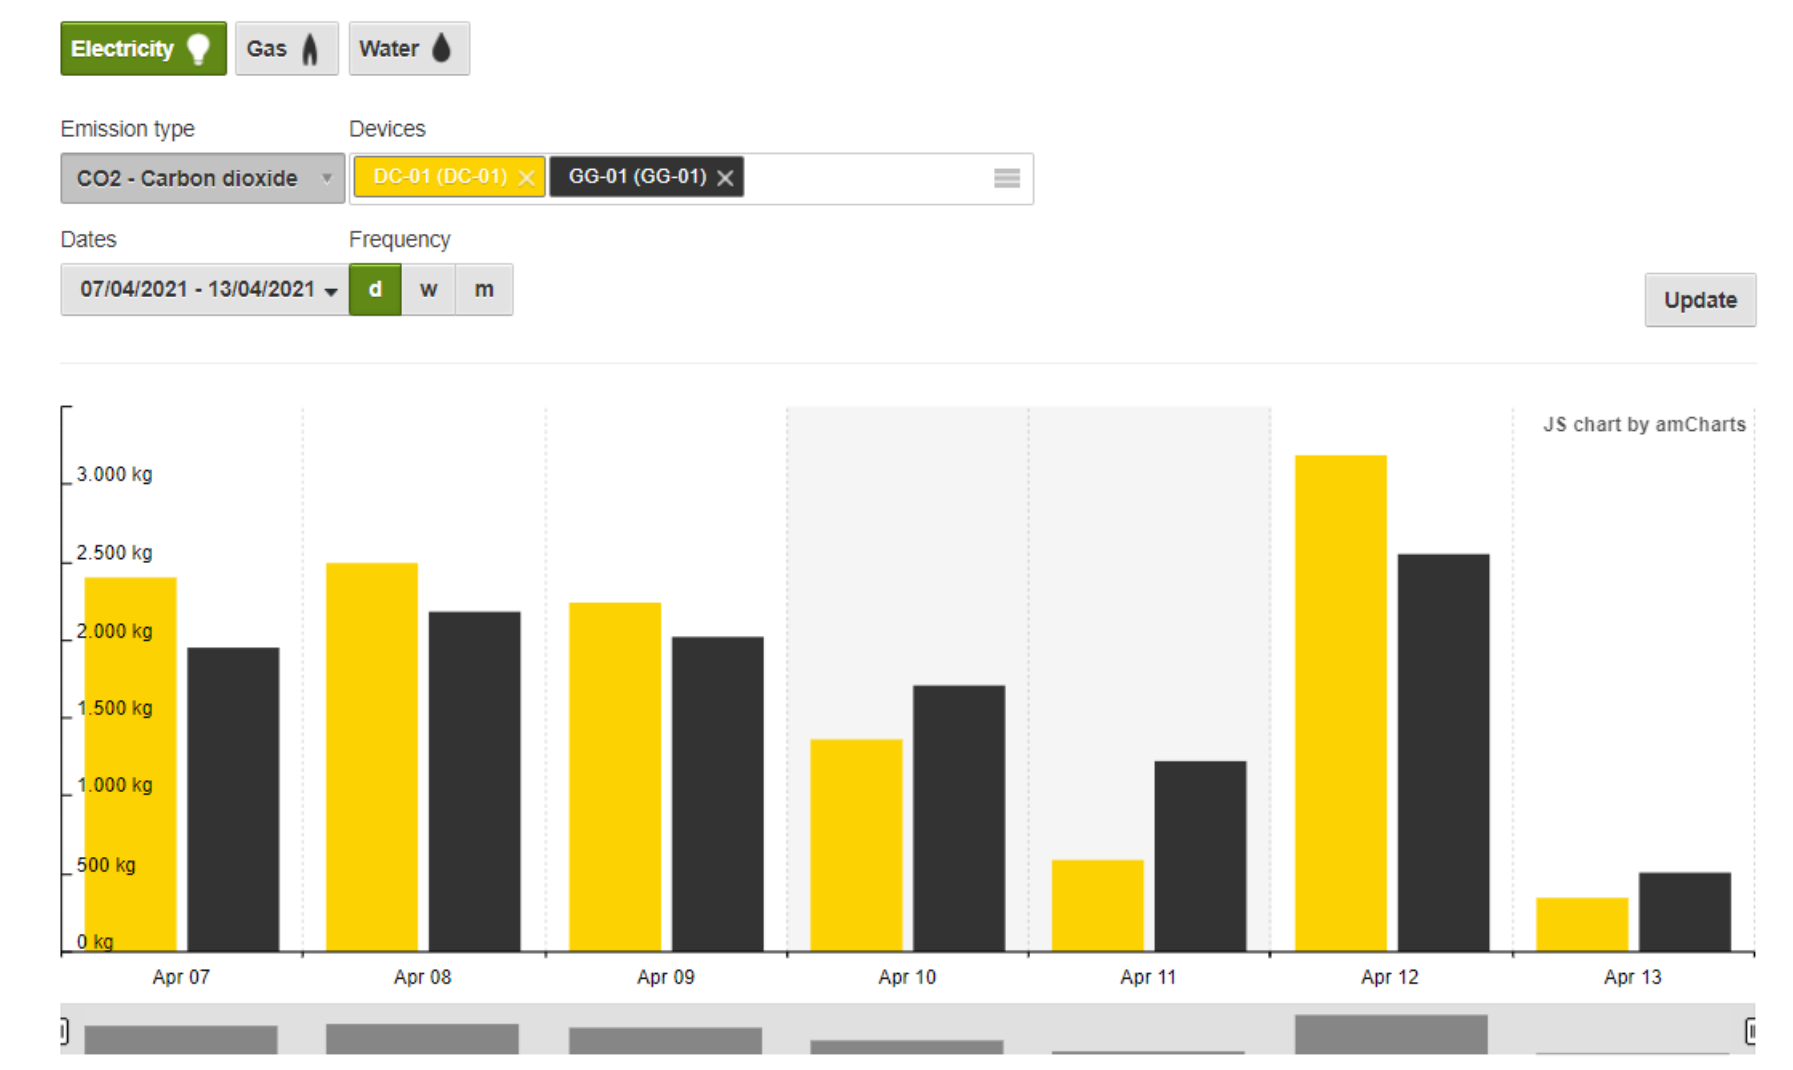 Electricity Gas Water
Emission type Devices
CO2 - Carbon dioxide DC-01 (DC-01) GG-01 (GG-01)
Dates Frequency
07/04/2021 - 13/04/2021 d w m
Update
JS chart by amCharts
3.000 kg
2.500 kg
2.000 kg
1.500 kg
1.000 kg
500 kg
0 kg
Apr 07 Apr 08 Apr 09 Apr 10 Apr 11 Apr 12 Apr 13